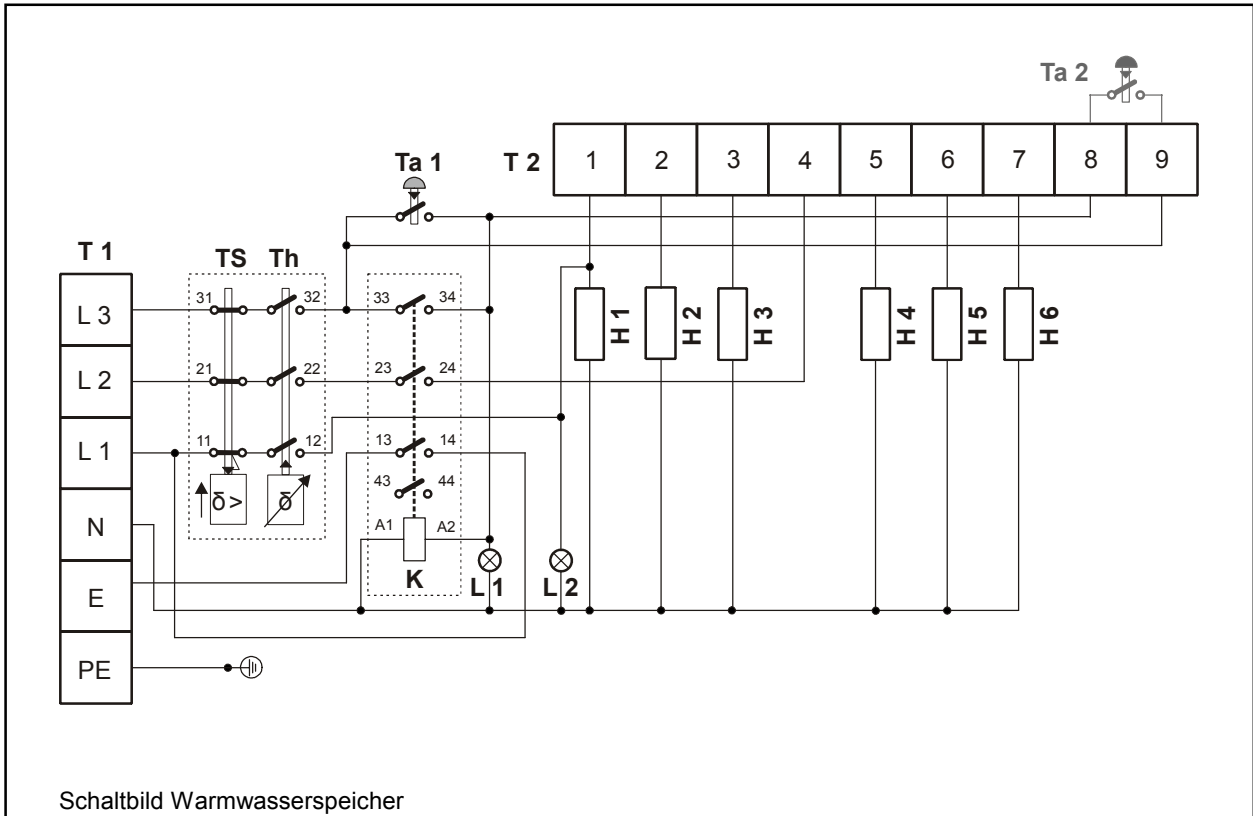 Ta 2
T 2 1 2 3 4 5 6 7 8 9
Ta 1
T 1
TS Th
L 3
31 32 33 34
L 2
21 22 23 24
L 1
11 12 13 14
43 44
N
A1 A2
K
L 1
L 2
E
PE
H 1
H 2
H 3
H 4
H 5
H 6
Schaltbild Warmwasserspeicher